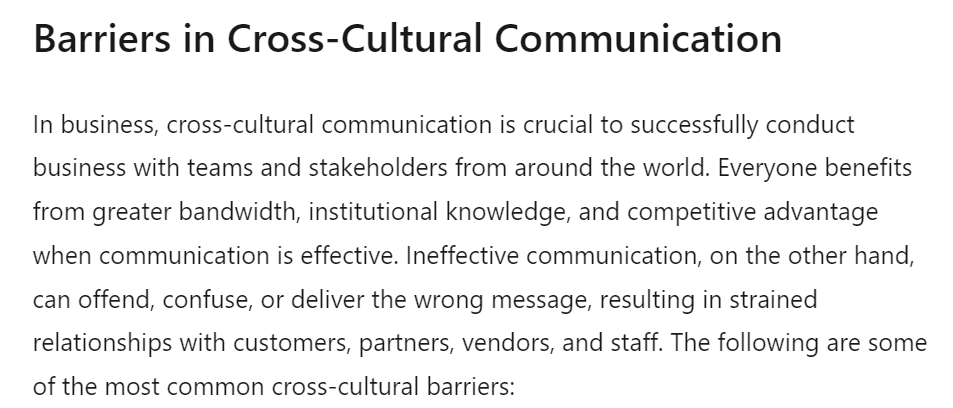 Barriers in Cross-Cultural Communication
In business, cross-cultural communication is crucial to successfully conduct
business with teams and stakeholders from around the world. Everyone benefits
from greater bandwidth, institutional knowledge, and competitive advantage
when communication is effective. Ineffective communication, on the other hand,
can offend, confuse, or deliver the wrong message, resulting in strained
relationships with customers, partners, vendors, and staff. The following are some
of the most common cross-cultural barriers: